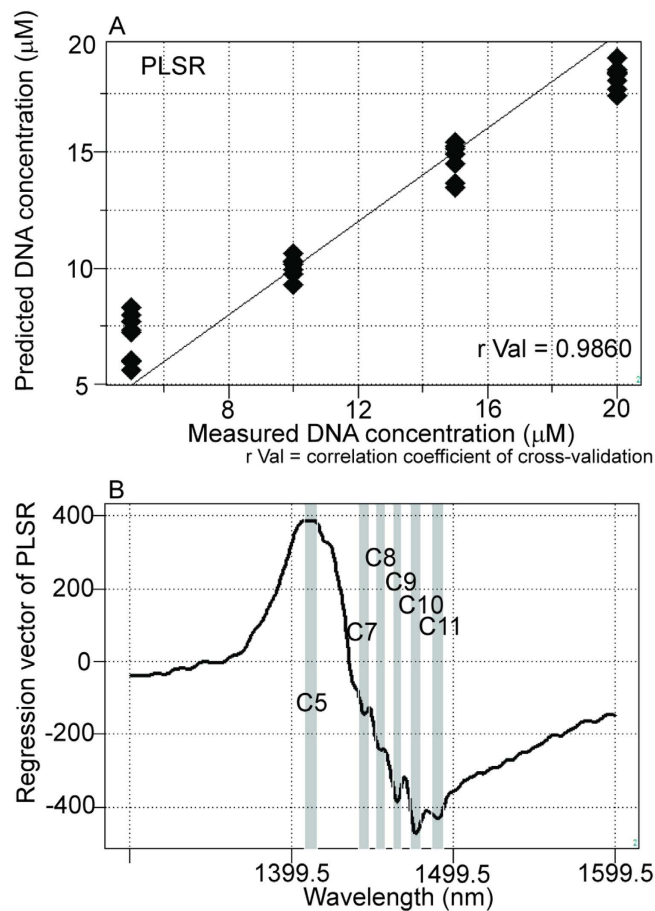 A
Predicted DNA concentration (μM)
20
PLSR
15
10
r Val = 0.9860
5
2
8
12
16
20
Measured DNA concentration (μM)
r Val = correlation coefficient of cross-validation
B
Regression vector of PLSR
400
C8
200
C9
C10
C7
C11
0
C5
-200
-400
2
1399.5
1499.5
1599.5
Wavelength (nm)